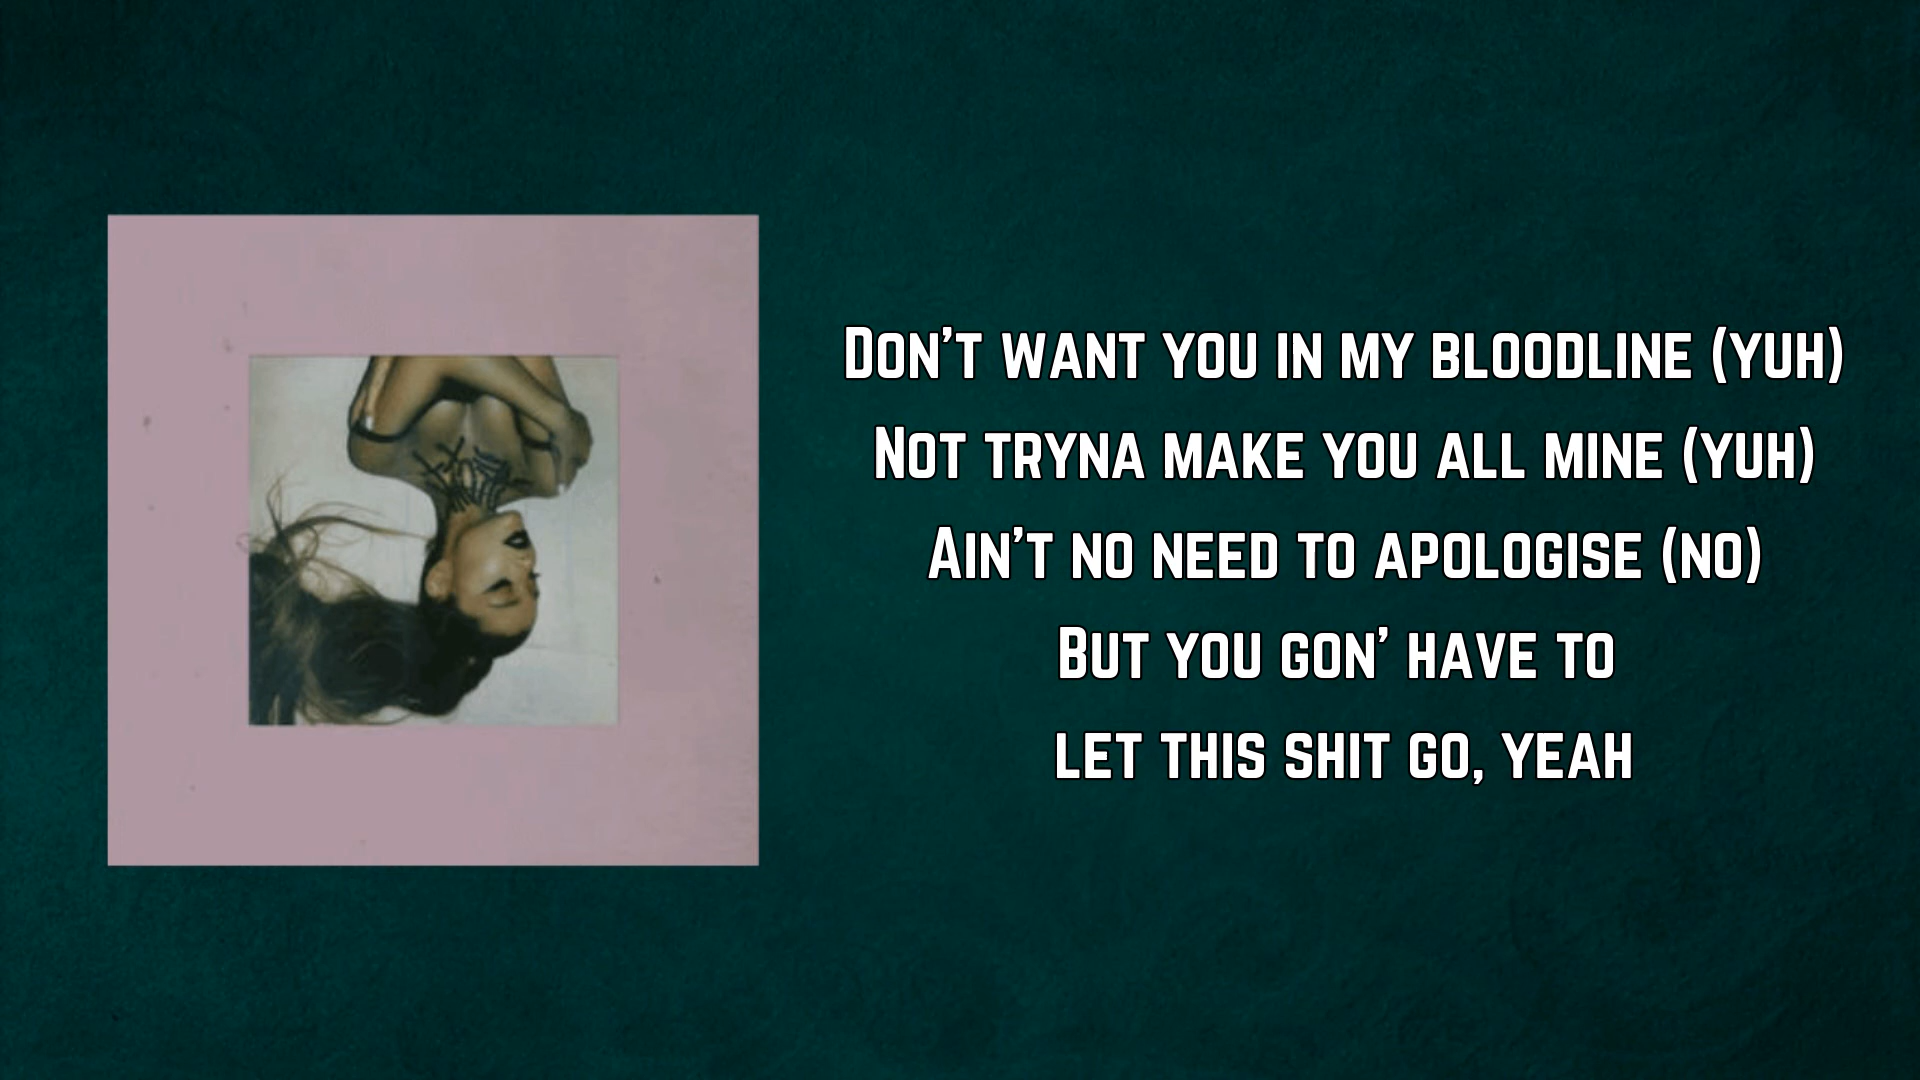 Don't want you in my bloodline (yuh)
Not tryna make you all mine (yuh)
Ain't no need to apologise (no)
But you gon' have to
let this shit go, yeah